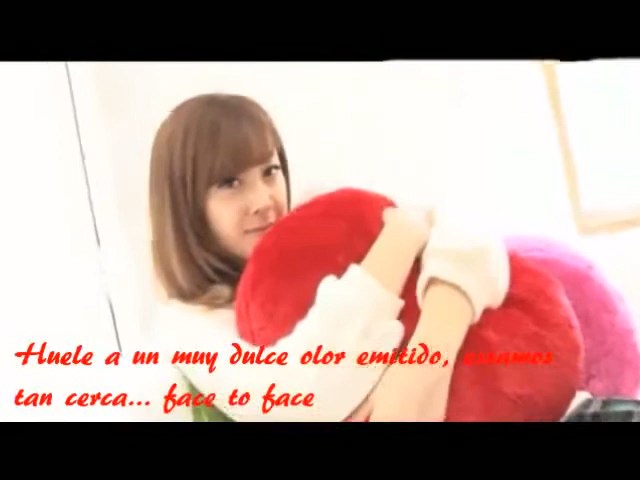 Huele a un muy dulce olor emitido, estamos
tan cerca... face to face